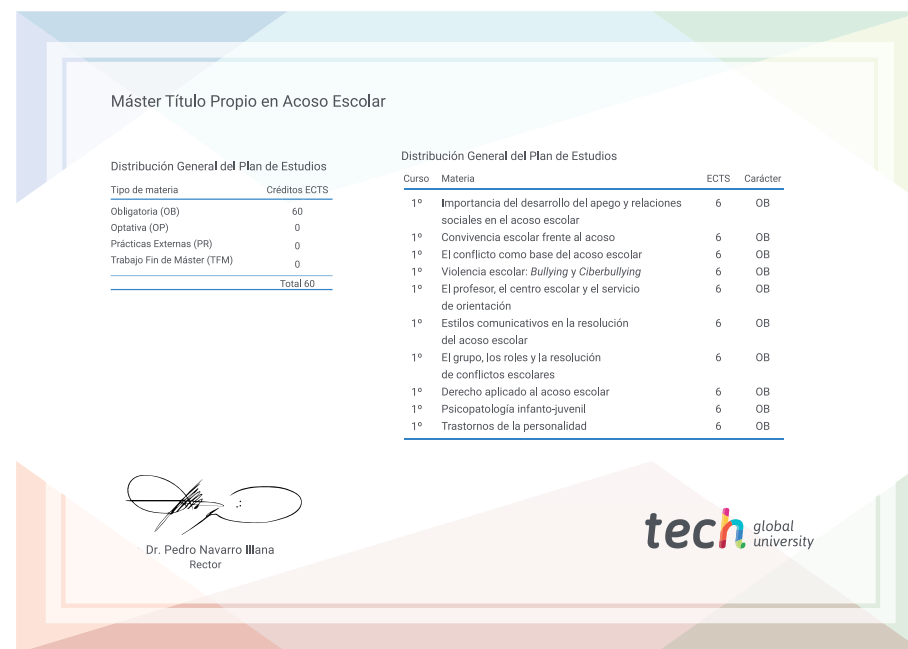 Máster Título Propio en Acoso Escolar
Distribución General del Plan de Estudios
Tipo de materia Créditos ECTS
Obligatoria (OB) 60
Optativa (OP) 0
Prácticas Externas (PR) 0
Trabajo Fin de Máster (TFM) 0
Total 60
Distribución General del Plan de Estudios
Curso Materia ECTS Carácter
1º Importancia del desarrollo del apego y relaciones 6 OB
sociales en el acoso escolar
1º Convivencia escolar frente al acoso 6 OB
1º El conflicto como base del acoso escolar 6 OB
1º Violencia escolar: Bullying y Ciberbullying 6 OB
1º El profesor, el centro escolar y el servicio 6 OB
de orientación
1º Estilos comunicativos en la resolución 6 OB
del acoso escolar
1º El grupo, los roles y la resolución 6 OB
de conflictos escolares
1º Derecho aplicado al acoso escolar 6 OB
1º Psicopatología infanto-juvenil 6 OB
1º Trastornos de la personalidad 6 OB
Dr. Pedro Navarro Illana
Rector
tech global
university